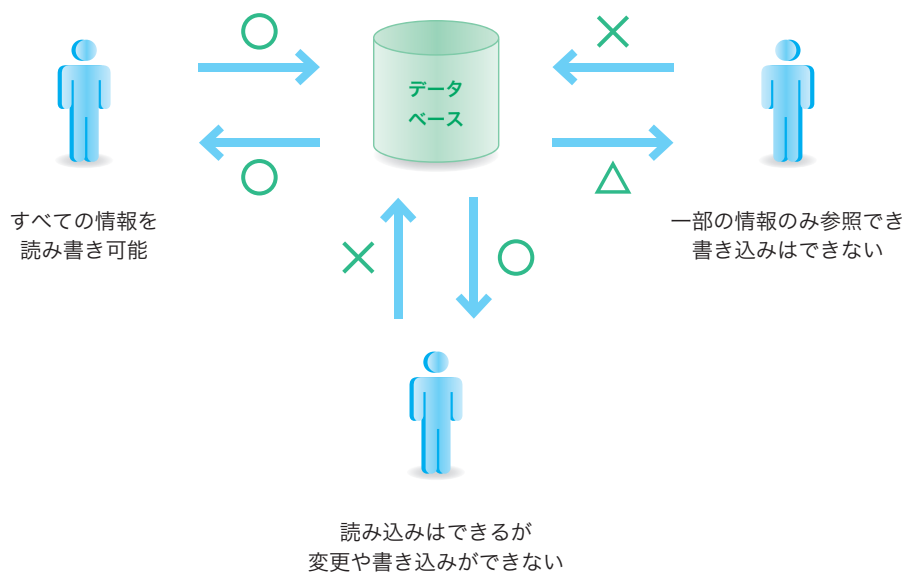 データ
ベース
すべての情報を
読み書き可能
一部の情報のみ参照でき
書き込みはできない
読み込みはできるが
変更や書き込みができない